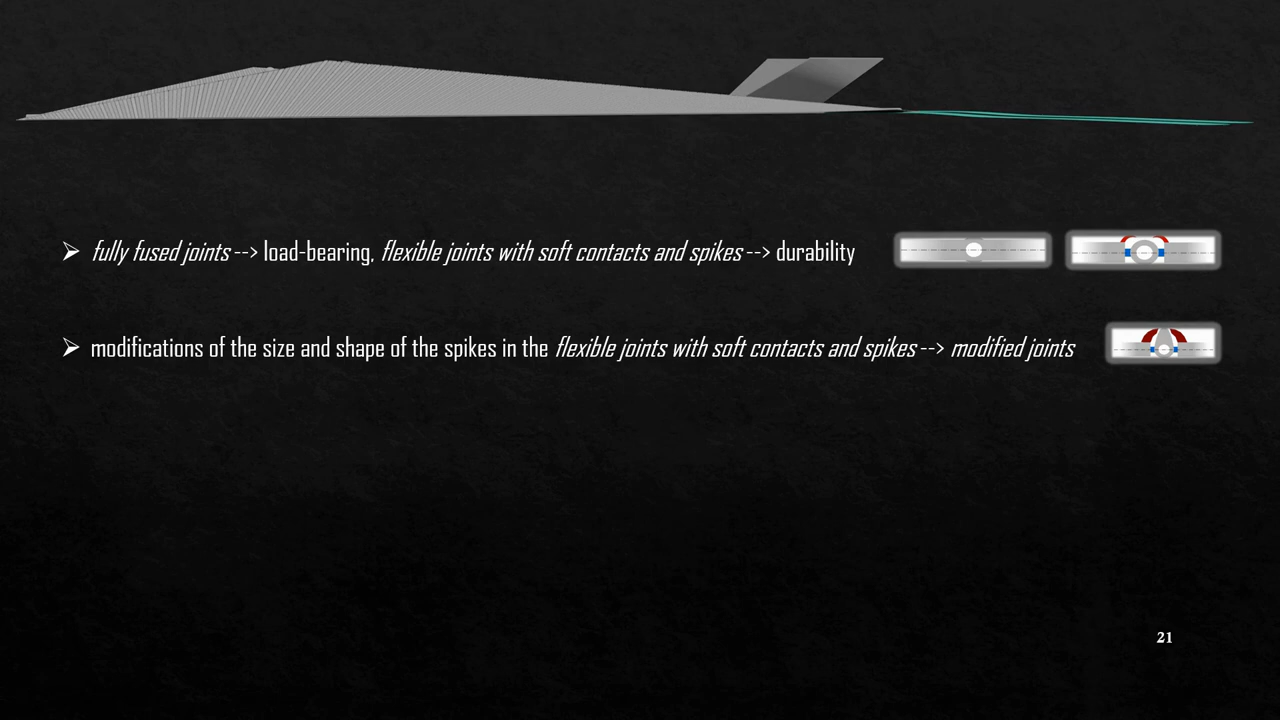 fully fused joints --> load-bearing, flexible joints with soft contacts and spikes --> durability
modifications of the size and shape of the spikes in the flexible joints with soft contacts and spikes --> modified joints
21